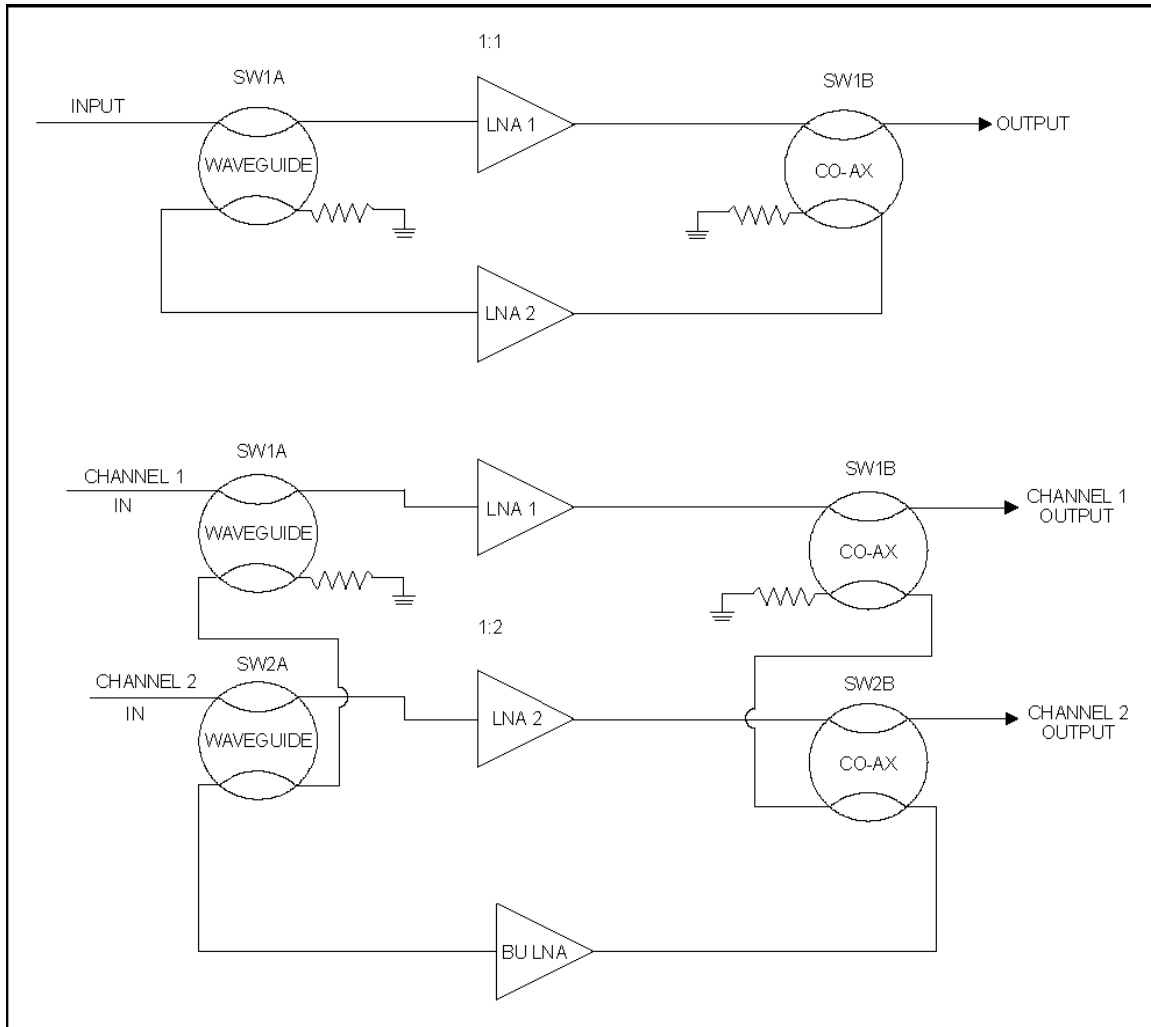 1:1
SW1A
SW1B
INPUT
LNA 1
OUTPUT
WAVEGUIDE
CO-AX
LNA 2
SW1A
SW1B
CHANNEL 1
IN
LNA 1
CHANNEL 1
OUTPUT
WAVEGUIDE
CO-AX
1:2
SW2A
SW2B
CHANNEL 2
IN
LNA 2
CHANNEL 2
OUTPUT
WAVEGUIDE
CO-AX
BU LNA